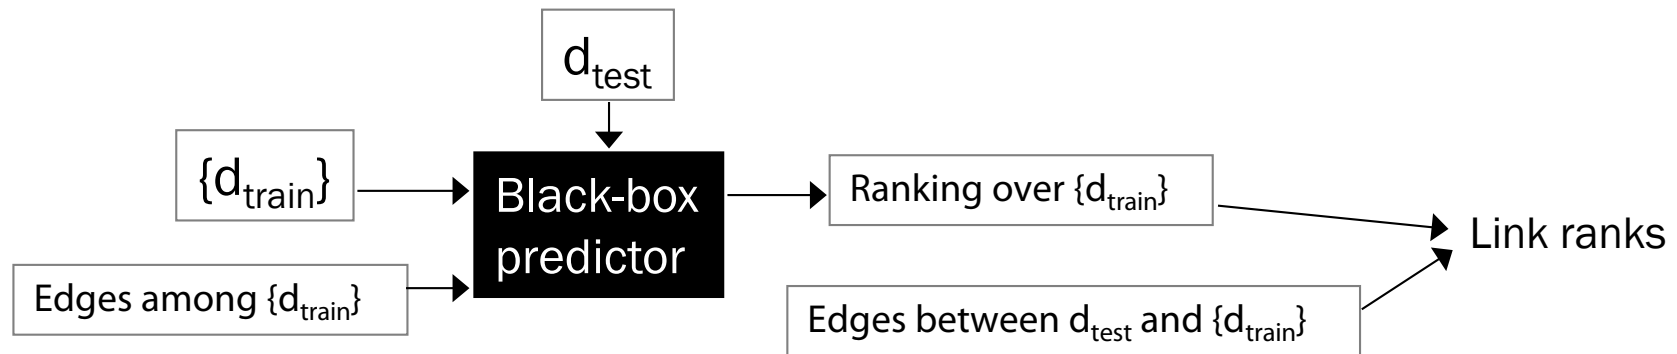 d_test
{d_train}
Black-box
predictor
Ranking over {d_train}
Link ranks
Edges among {d_train}
Edges between d_test and {d_train}